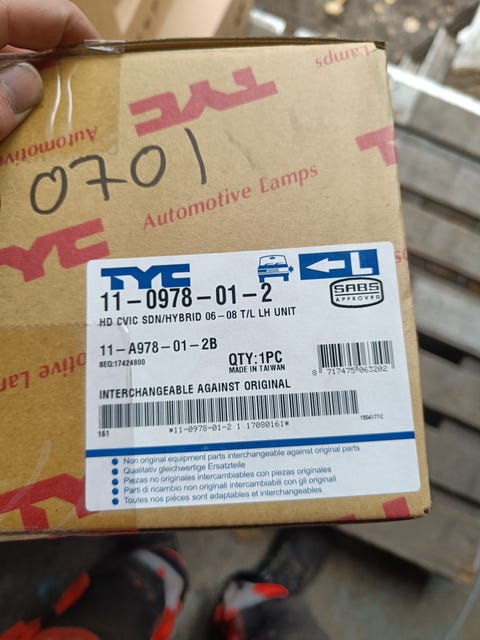 Lamps
TYC
Automotive
0701
Automotive Lamps
TYC
TYC
L
11-0978-01-2
SABS
APPROVED
HD CVIC SDN/HYBRID 06-08 T/L LH UNIT
11-A978-01-2B
SEQ:17424800
QTY:1PC
MADE IN TAIWAN
8 717475 063202
INTERCHANGEABLE AGAINST ORIGINAL
161
*11-0978-01-2 1 17080161*
Non original equipment parts interchangeable against original parts
Qualitativ gleichwertige Ersatzteile
Piezas no originales intercambiables con piezas originales
Parti di ricambio non originali intercambiabili con gli originali
Toutes nos pièces sont adaptables et interchangeables